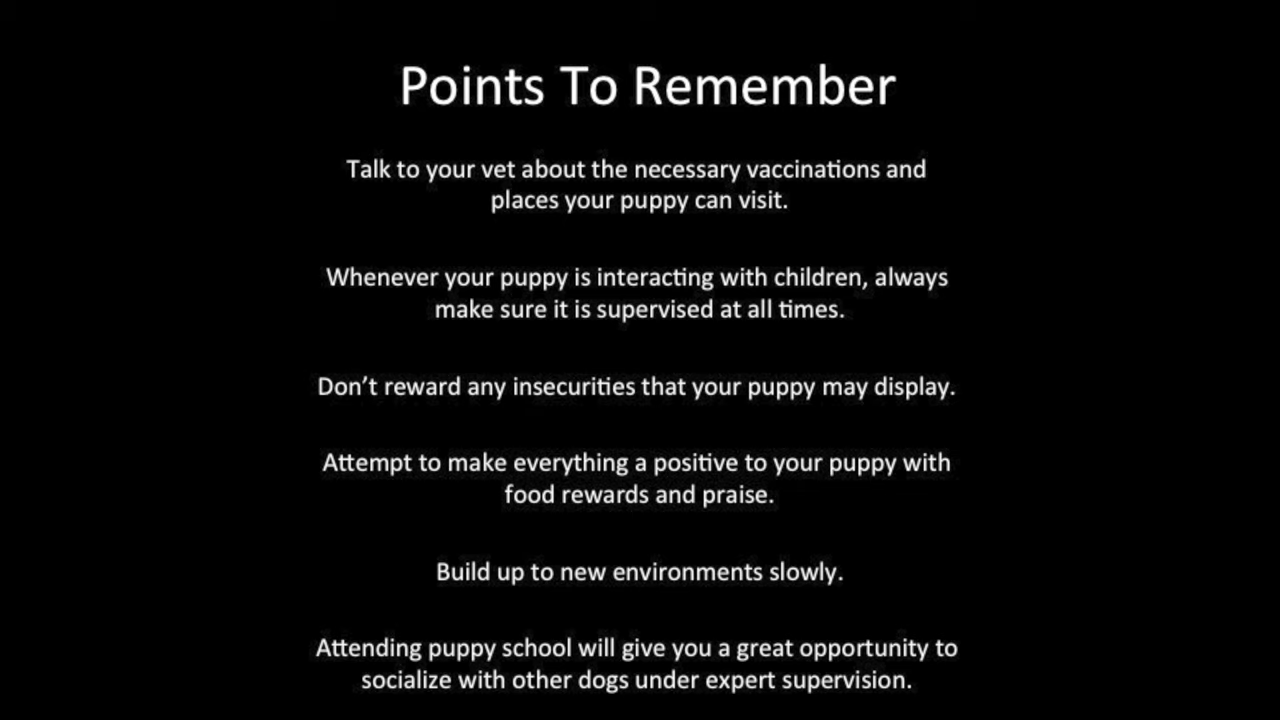 Points To Remember
Talk to your vet about the necessary vaccinations and
places your puppy can visit.
Whenever your puppy is interacting with children, always
make sure it is supervised at all times.
Don’t reward any insecurities that your puppy may display.
Attempt to make everything a positive to your puppy with
food rewards and praise.
Build up to new environments slowly.
Attending puppy school will give you a great opportunity to
socialize with other dogs under expert supervision.